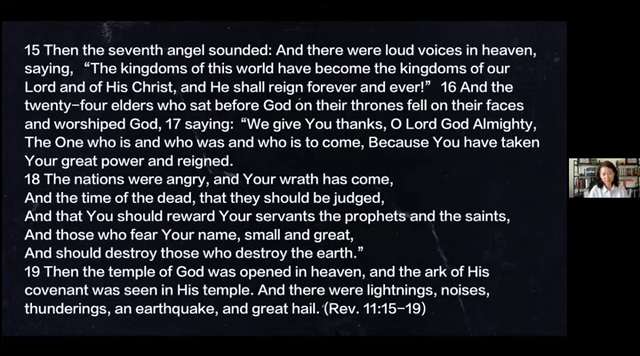 15 Then the seventh angel sounded: And there were loud voices in heaven,
saying, “The kingdoms of this world have become the kingdoms of our
Lord and of His Christ, and He shall reign forever and ever!” 16 And the
twenty-four elders who sat before God on their thrones fell on their faces
and worshiped God, 17 saying: “We give You thanks, O Lord God Almighty,
The One who is and who was and who is to come, Because You have taken
Your great power and reigned.
18 The nations were angry, and Your wrath has come,
And the time of the dead, that they should be judged,
And that You should reward Your servants the prophets and the saints,
And those who fear Your name, small and great,
And should destroy those who destroy the earth.”
19 Then the temple of God was opened in heaven, and the ark of His
covenant was seen in His temple. And there were lightnings, noises,
thunderings, an earthquake, and great hail. (Rev. 11:15-19)